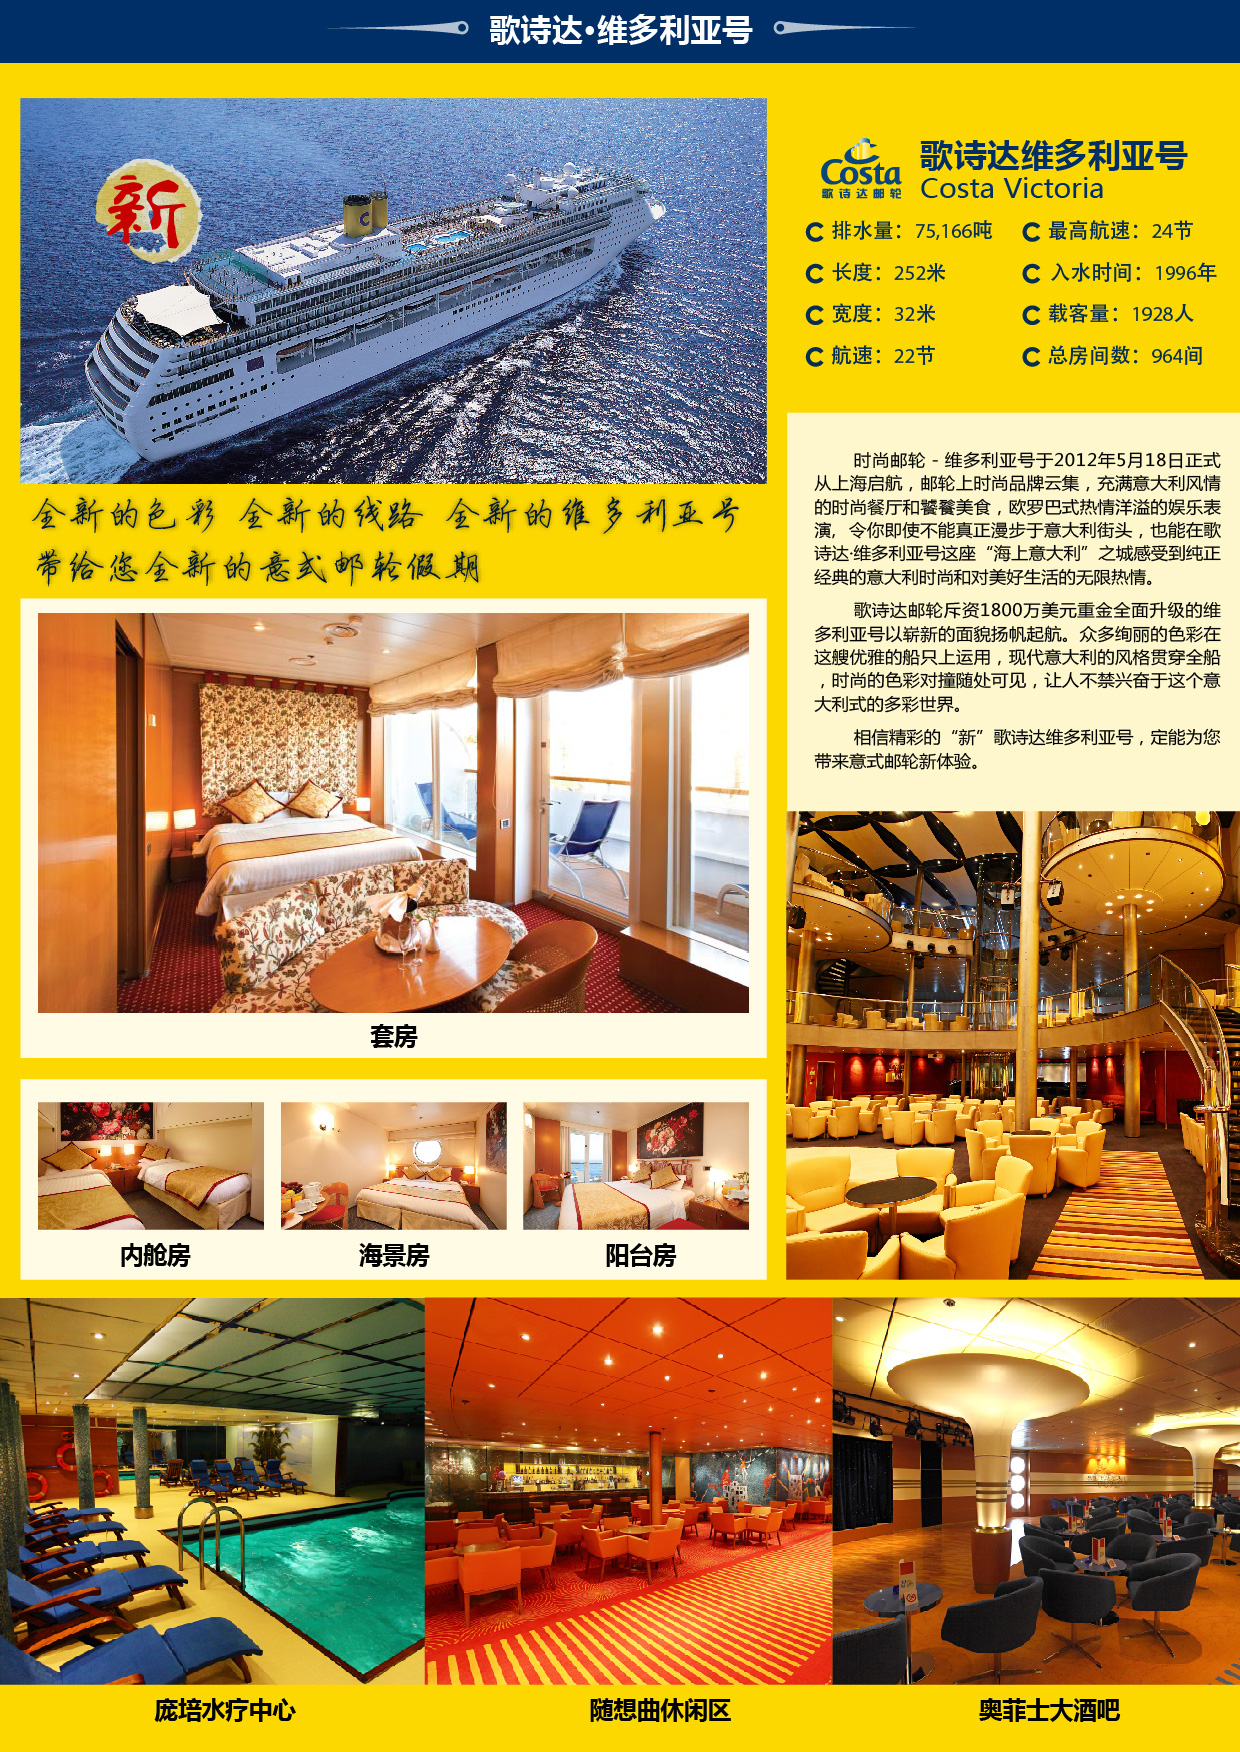 歌诗达·维多利亚号
新
Costa
歌诗达邮轮
歌诗达维多利亚号
Costa Victoria
排水量：75,166吨
最高航速：24节
长度：252米
入水时间：1996年
宽度：32米
载客量：1928人
航速：22节
总房间数：964间
全新的色彩 全新的线路 全新的维多利亚号
带给您全新的意式邮轮假期
时尚邮轮 - 维多利亚号于2012年5月18日正式
从上海启航，邮轮上时尚品牌云集，充满意大利风情
的时尚餐厅和饕餮美食，欧罗巴式热情洋溢的娱乐表
演，令你即使不能真正漫步于意大利街头，也能在歌
诗达·维多利亚号这座“海上意大利”之城感受到纯正
经典的意大利时尚和对美好生活的无限热情。
歌诗达邮轮斥资1800万美元重金全面升级的维
多利亚号以崭新的面貌扬帆起航。众多绚丽的色彩在
这艘优雅的船只上运用，现代意大利的风格贯穿全船
，时尚的色彩对撞随处可见，让人不禁兴奋于这个意
大利式的多彩世界。
相信精彩的“新”歌诗达维多利亚号，定能为您
带来意式邮轮新体验。
套房
内舱房
海景房
阳台房
庞培水疗中心
随想曲休闲区
奥菲士大酒吧